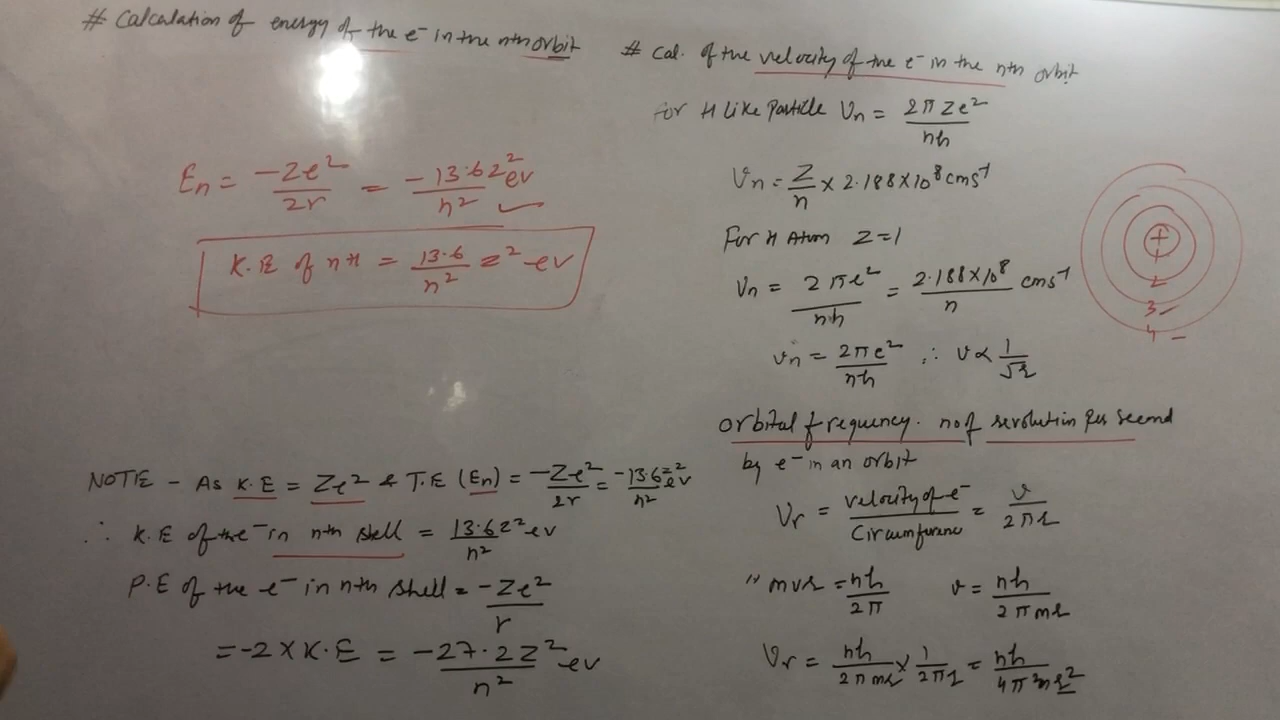 # Calculation of energy of the e⁻ in the nth orbit
Eₙ = -Ze²/2r = -13.6Z²/n² ev
K.E of nth = 13.6/n² Z² ev
NOTE - As K.E = Ze² & T.E (Eₙ) = -Ze²/2r = -13.6Z²/n² ev
∴ K.E of the e⁻ in nth shell = 13.6Z²/n² ev
P.E of the e⁻ in nth shell = -Ze²/r
= -2 X K.E = -27.2Z²/n² ev
# Cal. of the velocity of the e⁻ in the nth orbit
For H Like Particle Vₙ = 2πZe²/nh
Vₙ = Z/n × 2.188×10⁸ cms⁻¹
For H Atom Z=1
Vₙ = 2πe²/nh = 2.188×10⁸/n cms⁻¹
vₙ = 2πe²/nh ∴ v ∝ 1/√r
+
1
2
3 -
4 -
orbital frequency. no of revolution per second
by e⁻ in an orbit
Vr = velocity of e⁻/Circumference = v/2πr
" mvr = nh/2π v = nh/2πmr
Vr = nh/2πmr × 1/2πr = nh/4π²mr²